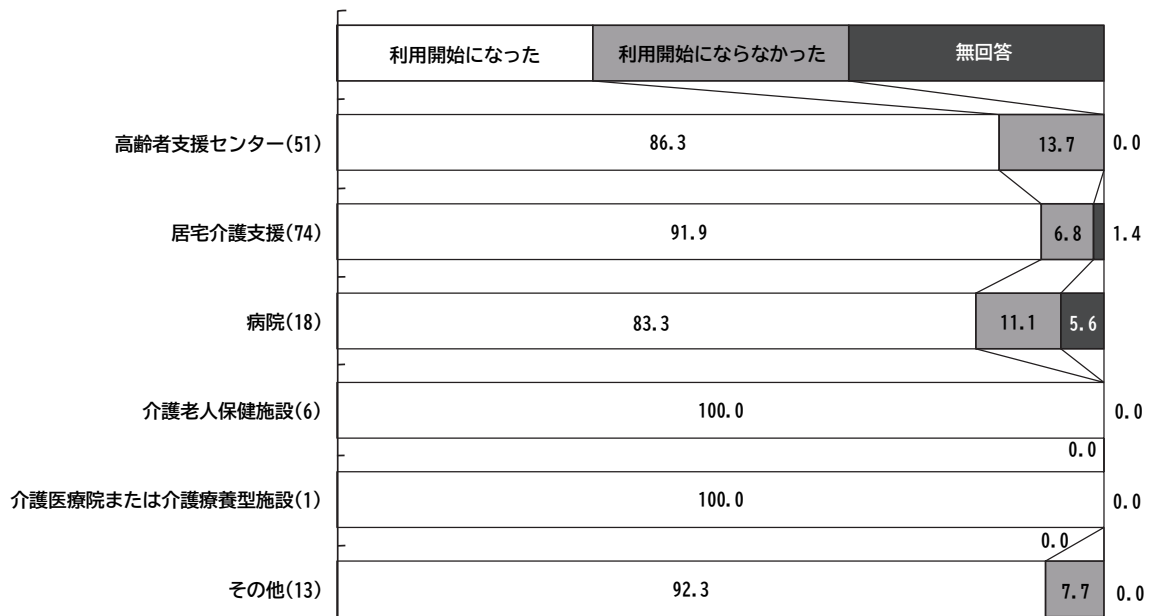 利用開始になった 利用開始にならなかった 無回答
高齢者支援センター(51) 86.3 13.7 0.0
居宅介護支援(74) 91.9 6.8 1.4
病院(18) 83.3 11.1 5.6
介護老人保健施設(6) 100.0 0.0
0.0
介護医療院または介護療養型施設(1) 100.0 0.0
0.0
その他(13) 92.3 7.7 0.0